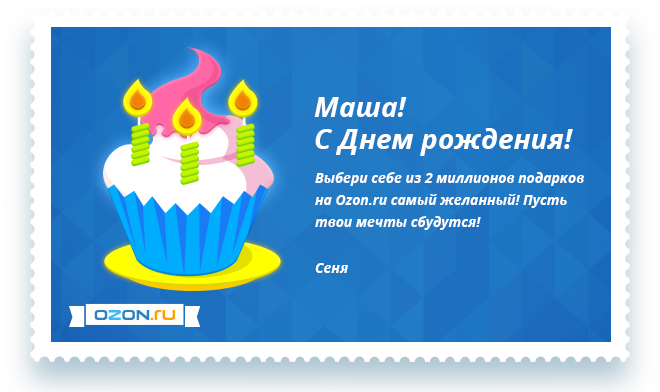 Маша!
С Днем рождения!
Выбери себе из 2 миллионов подарков
на Ozon.ru самый желанный! Пусть
твои мечты сбудутся!
Сеня
OZON.ru